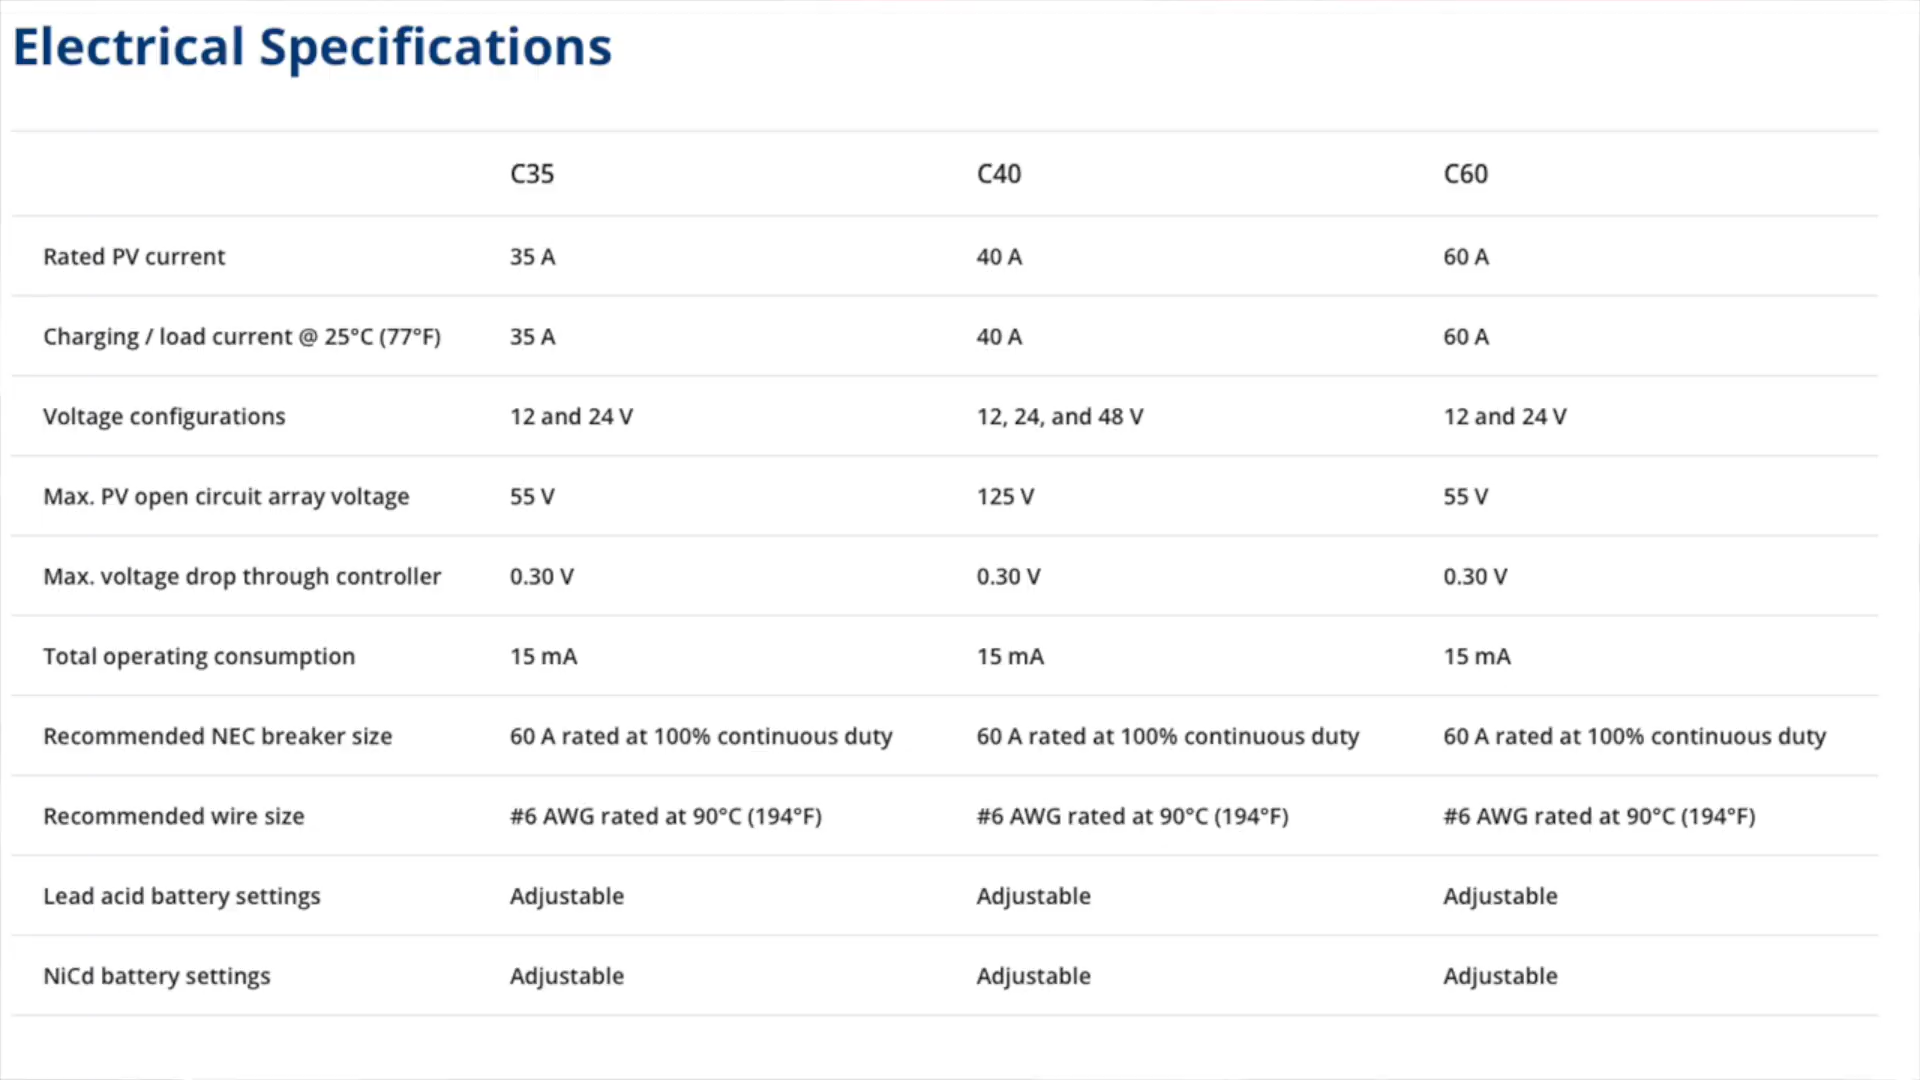 Electrical Specifications
C35 C40 C60
Rated PV current 35 A 40 A 60 A
Charging / load current @ 25°C (77°F) 35 A 40 A 60 A
Voltage configurations 12 and 24 V 12, 24, and 48 V 12 and 24 V
Max. PV open circuit array voltage 55 V 125 V 55 V
Max. voltage drop through controller 0.30 V 0.30 V 0.30 V
Total operating consumption 15 mA 15 mA 15 mA
Recommended NEC breaker size 60 A rated at 100% continuous duty 60 A rated at 100% continuous duty 60 A rated at 100% continuous duty
Recommended wire size #6 AWG rated at 90°C (194°F) #6 AWG rated at 90°C (194°F) #6 AWG rated at 90°C (194°F)
Lead acid battery settings Adjustable Adjustable Adjustable
NiCd battery settings Adjustable Adjustable Adjustable